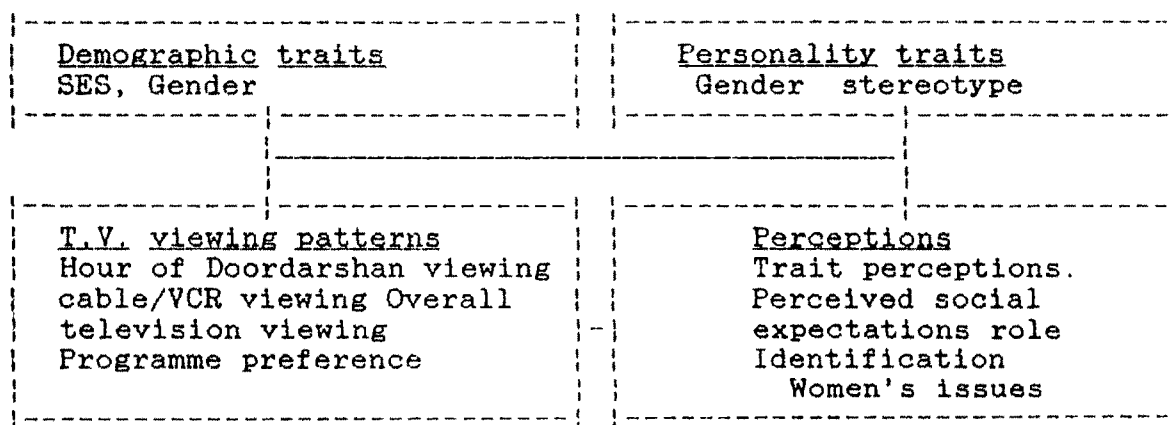 Demographic traits
SES, Gender
Personality traits
Gender stereotype
T.V. viewing patterns
Hour of Doordarshan viewing
cable/VCR viewing Overall
television viewing
Programme preference
Perceptions
Trait perceptions.
Perceived social
expectations role
Identification
Women's issues